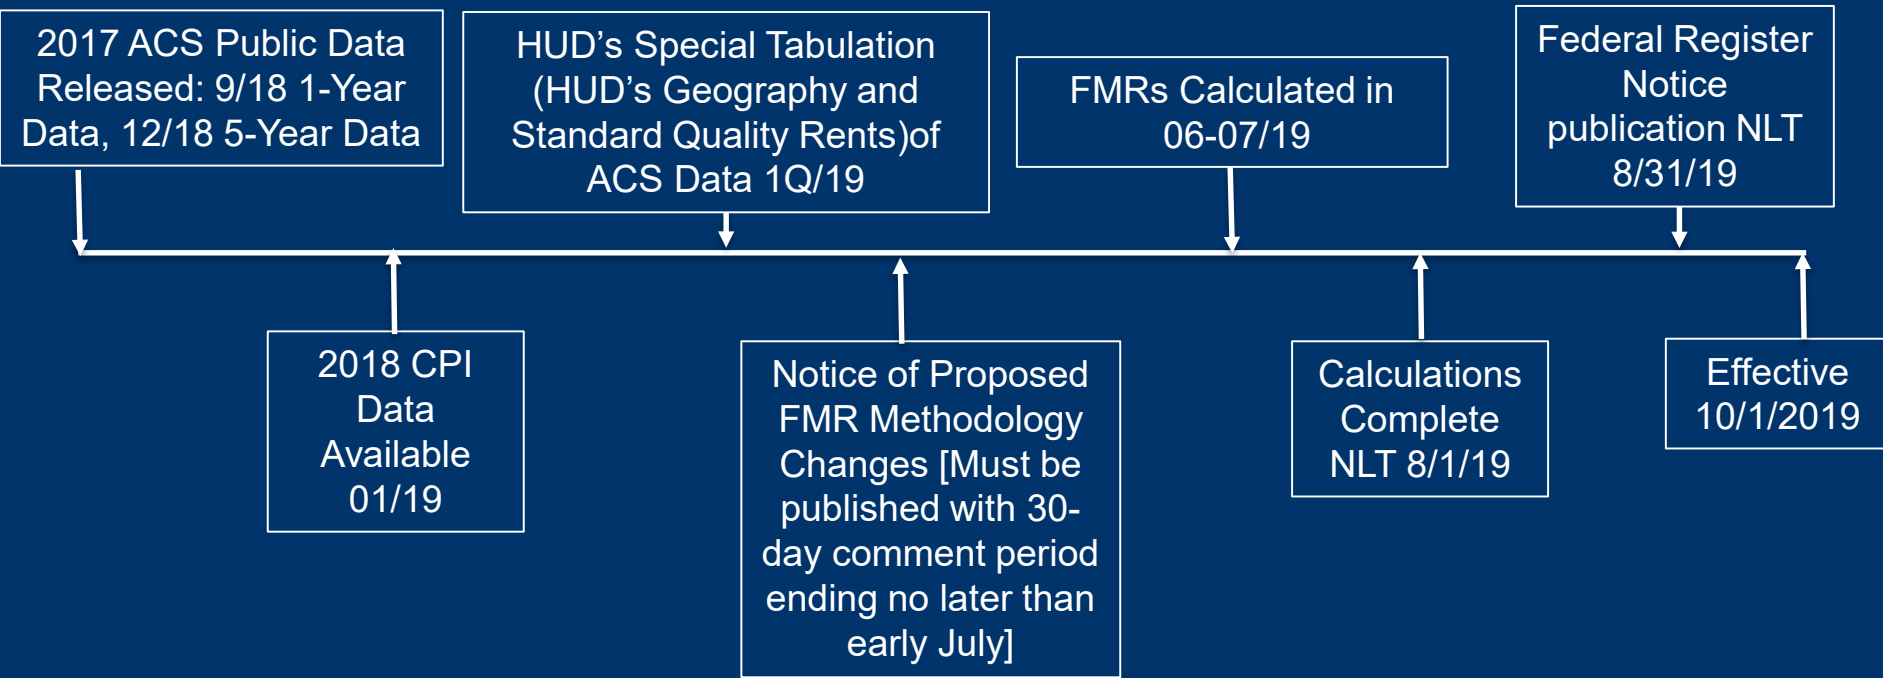 2017 ACS Public Data
Released: 9/18 1-Year
Data, 12/18 5-Year Data
HUD’s Special Tabulation
(HUD’s Geography and
Standard Quality Rents)of
ACS Data 1Q/19
FMRs Calculated in
06-07/19
Federal Register
Notice
publication NLT
8/31/19
2018 CPI
Data
Available
01/19
Notice of Proposed
FMR Methodology
Changes [Must be
published with 30-
day comment period
ending no later than
early July]
Calculations
Complete
NLT 8/1/19
Effective
10/1/2019